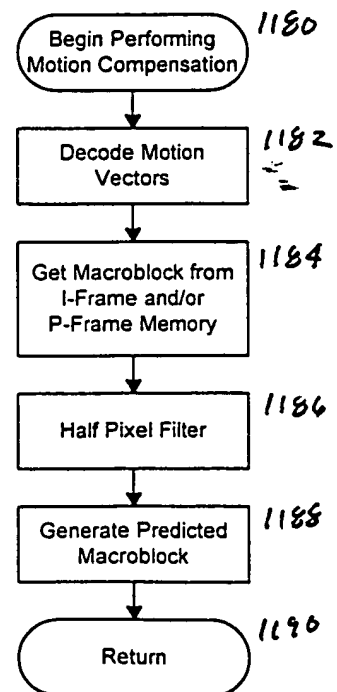 Begin Performing
Motion Compensation
1180
Decode Motion
Vectors
1182
Get Macroblock from
I-Frame and/or
P-Frame Memory
1184
Half Pixel Filter
1186
Generate Predicted
Macroblock
1188
Return
1190